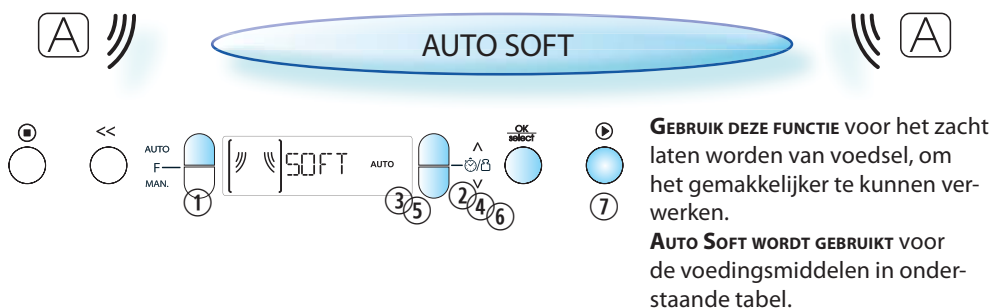 A
AUTO SOFT
A
<<
AUTO
F
MAN.
SOFT
AUTO
OK
select
1
3
5
2
4
6
7
GEBRUIK DEZE FUNCTIE voor het zacht
laten worden van voedsel, om
het gemakkelijker te kunnen ver-
werken.
AUTO SOFT WORDT GEBRUIKT voor
de voedingsmiddelen in onder-
staande tabel.